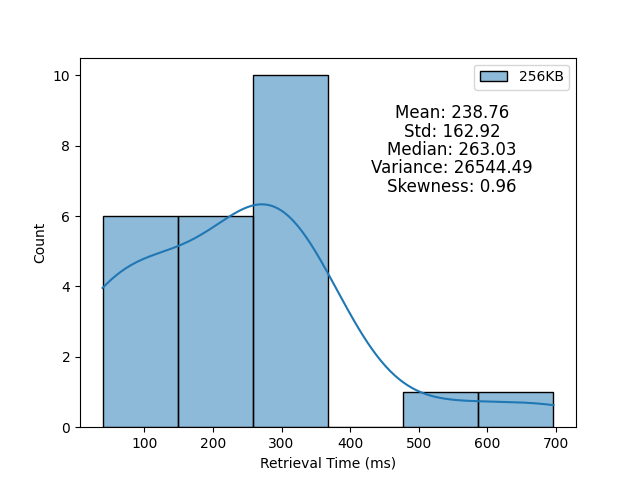 256KB
Mean: 238.76
Std: 162.92
Median: 263.03
Variance: 26544.49
Skewness: 0.96
10
8
6
4
2
0
Count
100 200 300 400 500 600 700
Retrieval Time (ms)